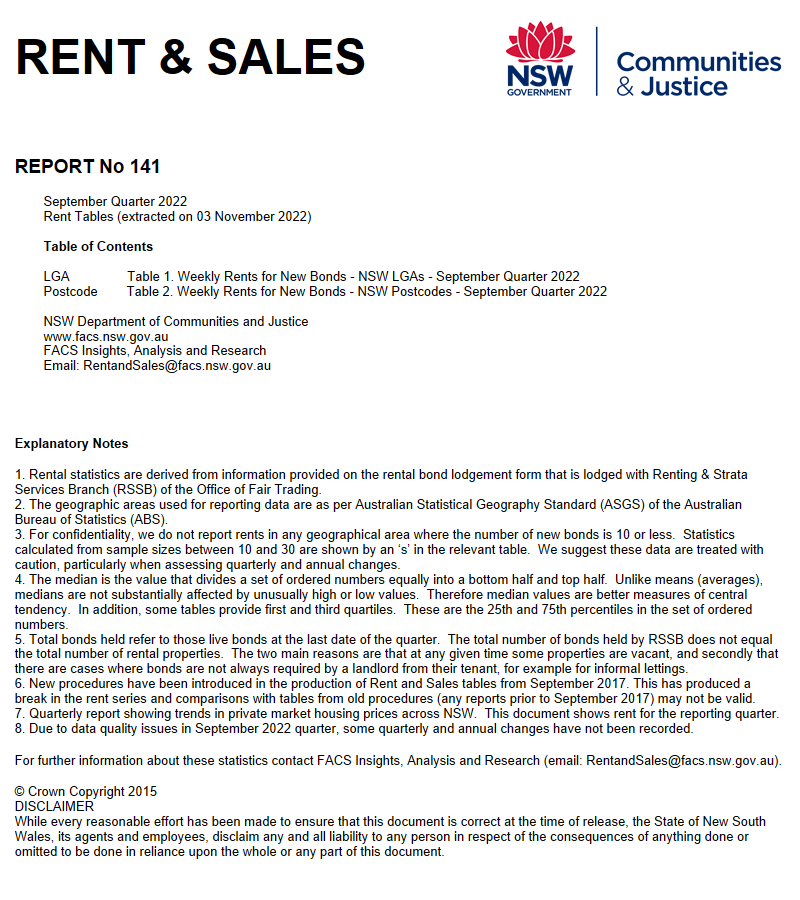 RENT & SALES
NSW
GOVERNMENT
Communities
& Justice
REPORT No 141
September Quarter 2022
Rent Tables (extracted on 03 November 2022)
Table of Contents
LGA Table 1. Weekly Rents for New Bonds - NSW LGAs - September Quarter 2022
Postcode Table 2. Weekly Rents for New Bonds - NSW Postcodes - September Quarter 2022
NSW Department of Communities and Justice
www.facs.nsw.gov.au
FACS Insights, Analysis and Research
Email: RentandSales@facs.nsw.gov.au
Explanatory Notes
1. Rental statistics are derived from information provided on the rental bond lodgement form that is lodged with Renting & Strata
Services Branch (RSSB) of the Office of Fair Trading.
2. The geographic areas used for reporting data are as per Australian Statistical Geography Standard (ASGS) of the Australian
Bureau of Statistics (ABS).
3. For confidentiality, we do not report rents in any geographical area where the number of new bonds is 10 or less.  Statistics
calculated from sample sizes between 10 and 30 are shown by an ‘s’ in the relevant table.  We suggest these data are treated with
caution, particularly when assessing quarterly and annual changes.
4. The median is the value that divides a set of ordered numbers equally into a bottom half and top half.  Unlike means (averages),
medians are not substantially affected by unusually high or low values.  Therefore median values are better measures of central
tendency.  In addition, some tables provide first and third quartiles.  These are the 25th and 75th percentiles in the set of ordered
numbers.
5. Total bonds held refer to those live bonds at the last date of the quarter.  The total number of bonds held by RSSB does not equal
the total number of rental properties.  The two main reasons are that at any given time some properties are vacant, and secondly that
there are cases where bonds are not always required by a landlord from their tenant, for example for informal lettings.
6. New procedures have been introduced in the production of Rent and Sales tables from September 2017. This has produced a
break in the rent series and comparisons with tables from old procedures (any reports prior to September 2017) may not be valid.
7. Quarterly report showing trends in private market housing prices across NSW.  This document shows rent for the reporting quarter.
8. Due to data quality issues in September 2022 quarter, some quarterly and annual changes have not been recorded.
For further information about these statistics contact FACS Insights, Analysis and Research (email: RentandSales@facs.nsw.gov.au).
© Crown Copyright 2015
DISCLAIMER
While every reasonable effort has been made to ensure that this document is correct at the time of release, the State of New South
Wales, its agents and employees, disclaim any and all liability to any person in respect of the consequences of anything done or
omitted to be done in reliance upon the whole or any part of this document.